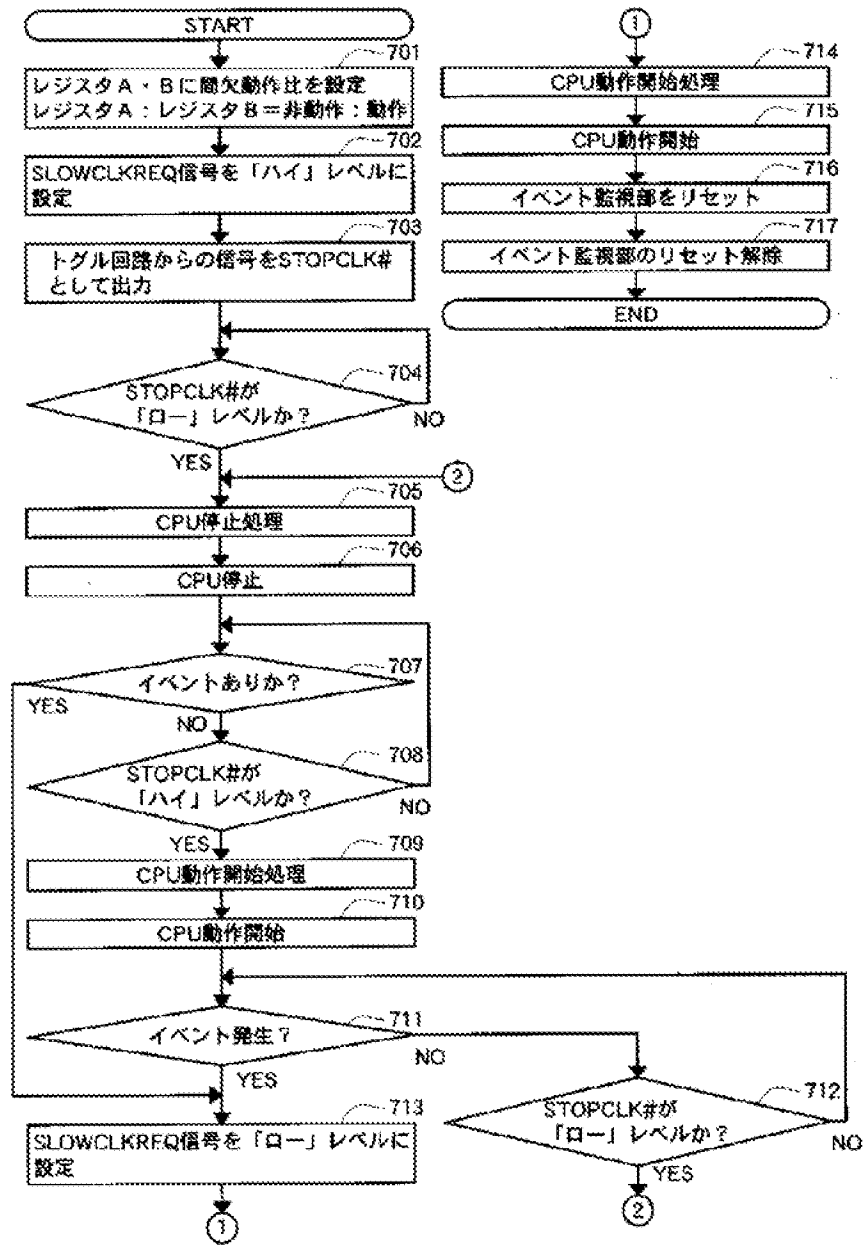 START
701
レジスタA・Bに間欠動作比を設定
レジスタA：レジスタB＝非動作：動作
702
SLOWCLKREQ信号を「ハイ」レベルに
設定
703
トグル回路からの信号をSTOPCLK#
として出力
704
STOPCLK#が
「ロー」レベルか？
NO
YES
②
705
CPU停止処理
706
CPU停止
707
イベントありか？
YES
NO
708
STOPCLK#が
「ハイ」レベルか？
NO
YES
709
CPU動作開始処理
710
CPU動作開始
711
イベント発生？
NO
YES
712
STOPCLK#が
「ロー」レベルか？
NO
YES
②
713
SLOWCLKREQ信号を「ロー」レベルに
設定
①
①
714
CPU動作開始処理
715
CPU動作開始
716
イベント監視部をリセット
717
イベント監視部のリセット解除
END